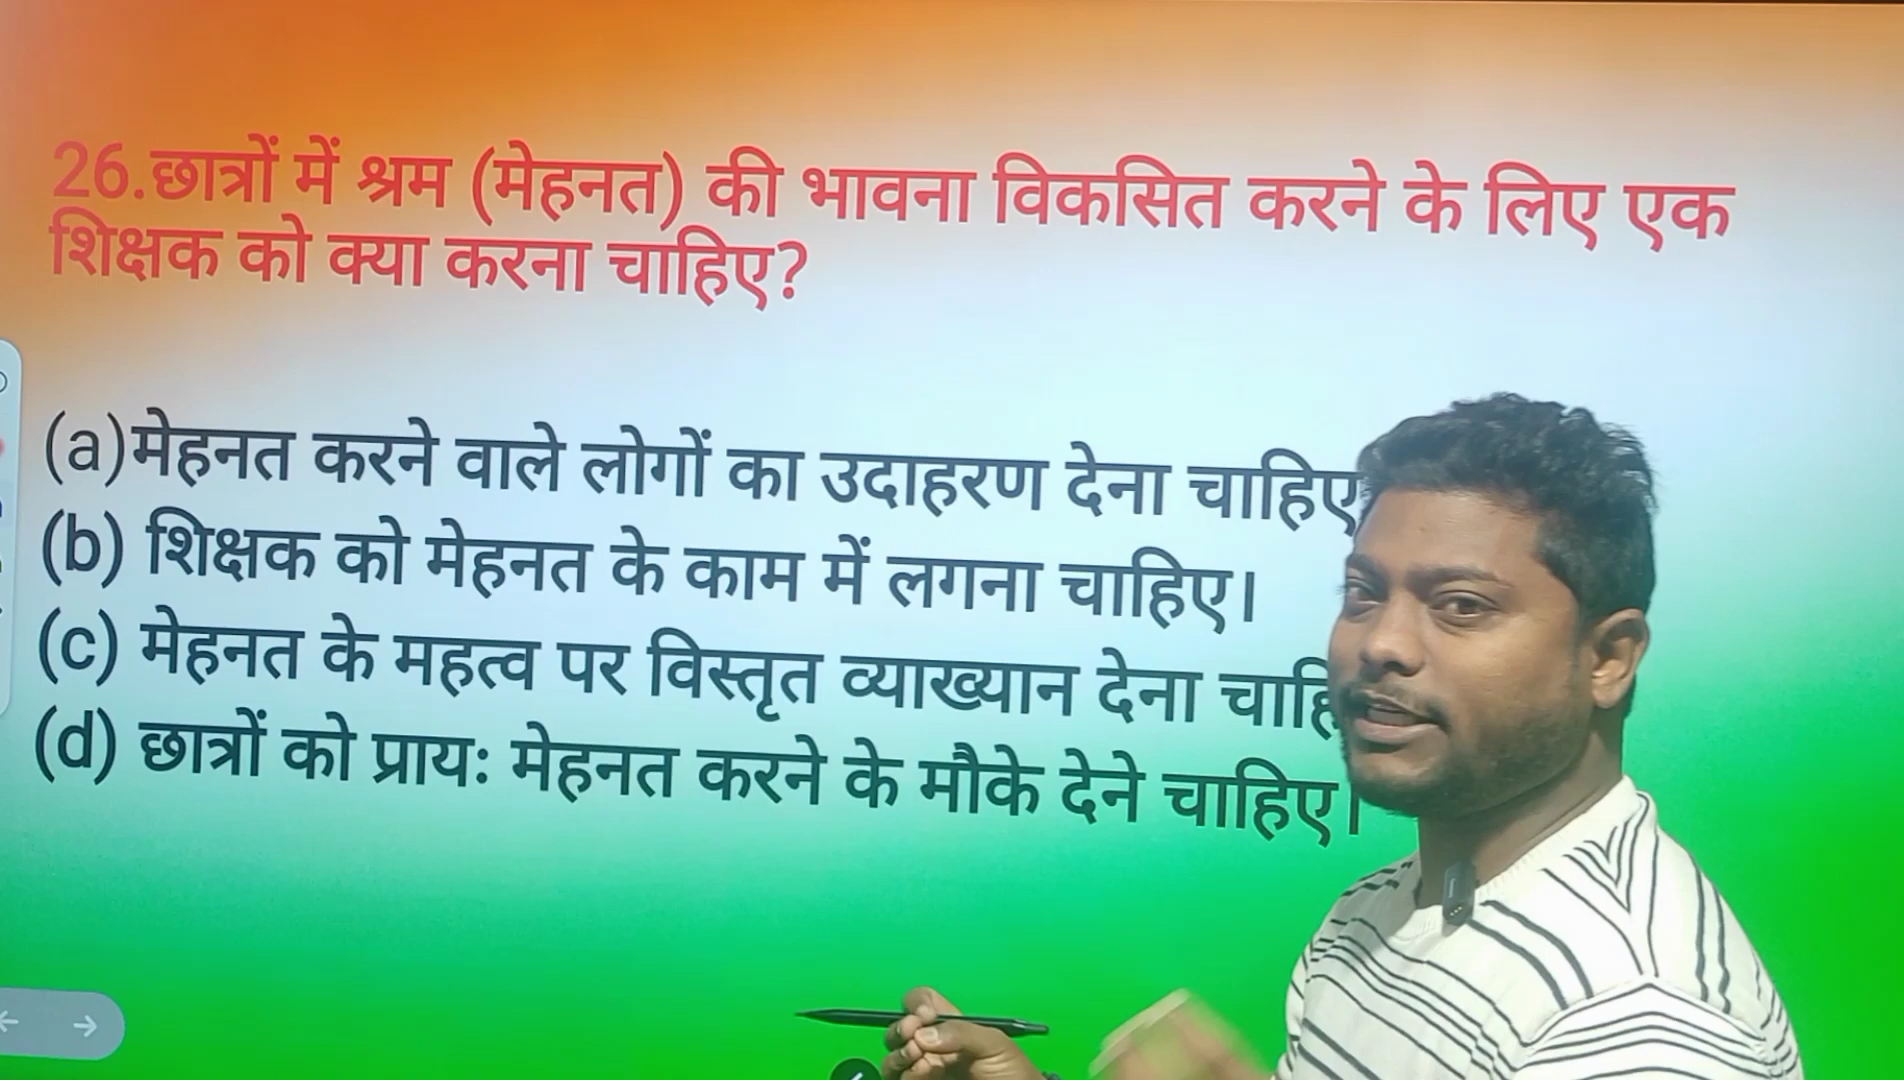 26.छात्रों में श्रम (मेहनत) की भावना विकसित करने के लिए एक
शिक्षक को क्या करना चाहिए?
(a)मेहनत करने वाले लोगों का उदाहरण देना चाहिए
(b) शिक्षक को मेहनत के काम में लगना चाहिए।
(c) मेहनत के महत्व पर विस्तृत व्याख्यान देना
(d) छात्रों को प्रायः मेहनत करने के मौके देने चाहिए।